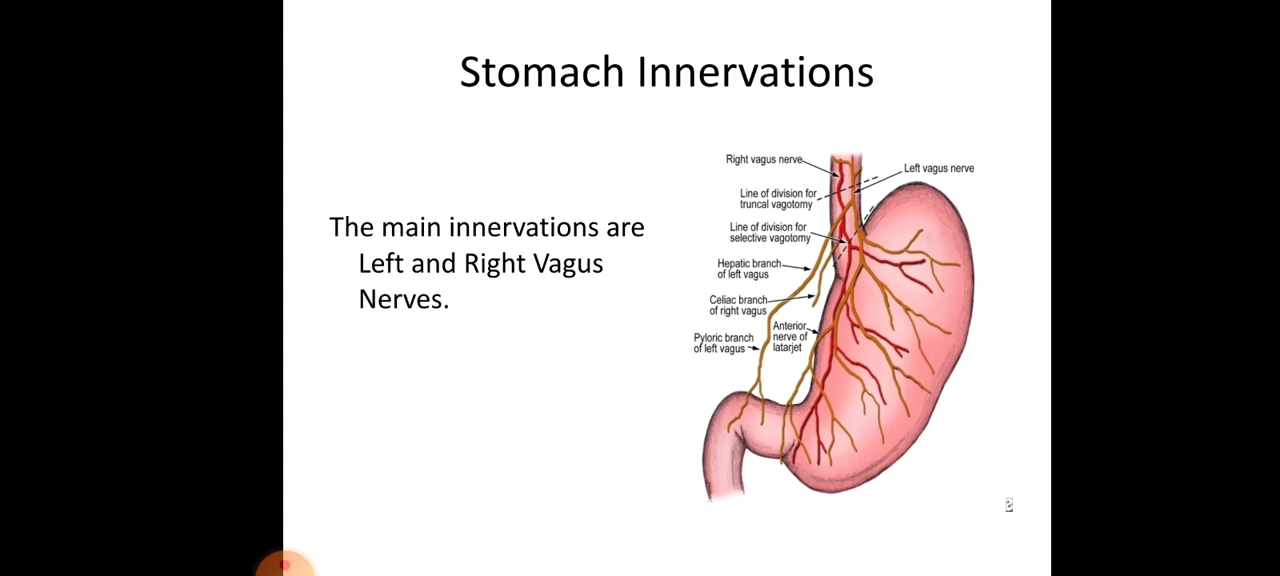 Stomach Innervations
The main innervations are
Left and Right Vagus
Nerves.
Right vagus nerve
Left vagus nerve
Line of division for
truncal vagotomy
Line of division for
selective vagotomy
Hepatic branch
of left vagus
Celiac branch
of right vagus
Pyloric branch
of left vagus
Anterior
nerve of
latarjet